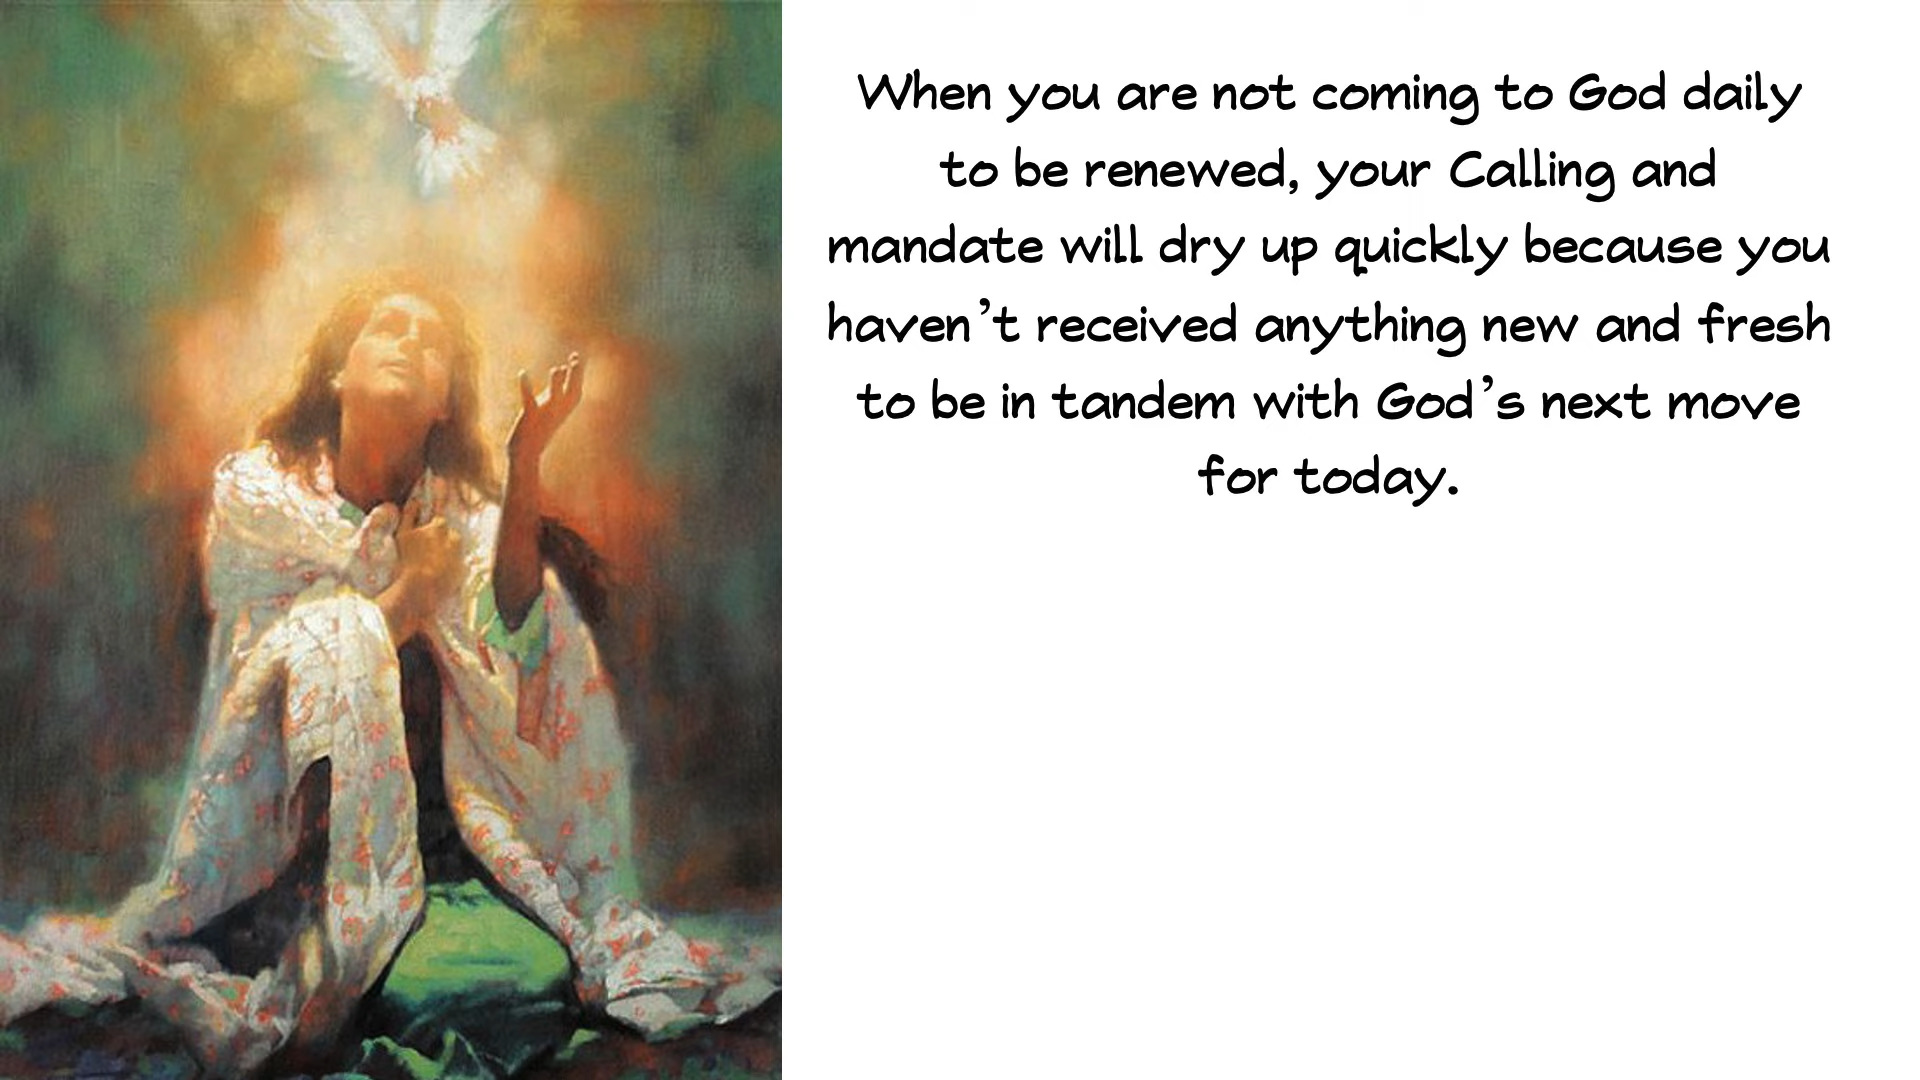 When you are not coming to God daily
to be renewed, your Calling and
mandate will dry up quickly because you
haven’t received anything new and fresh
to be in tandem with God’s next move
for today.